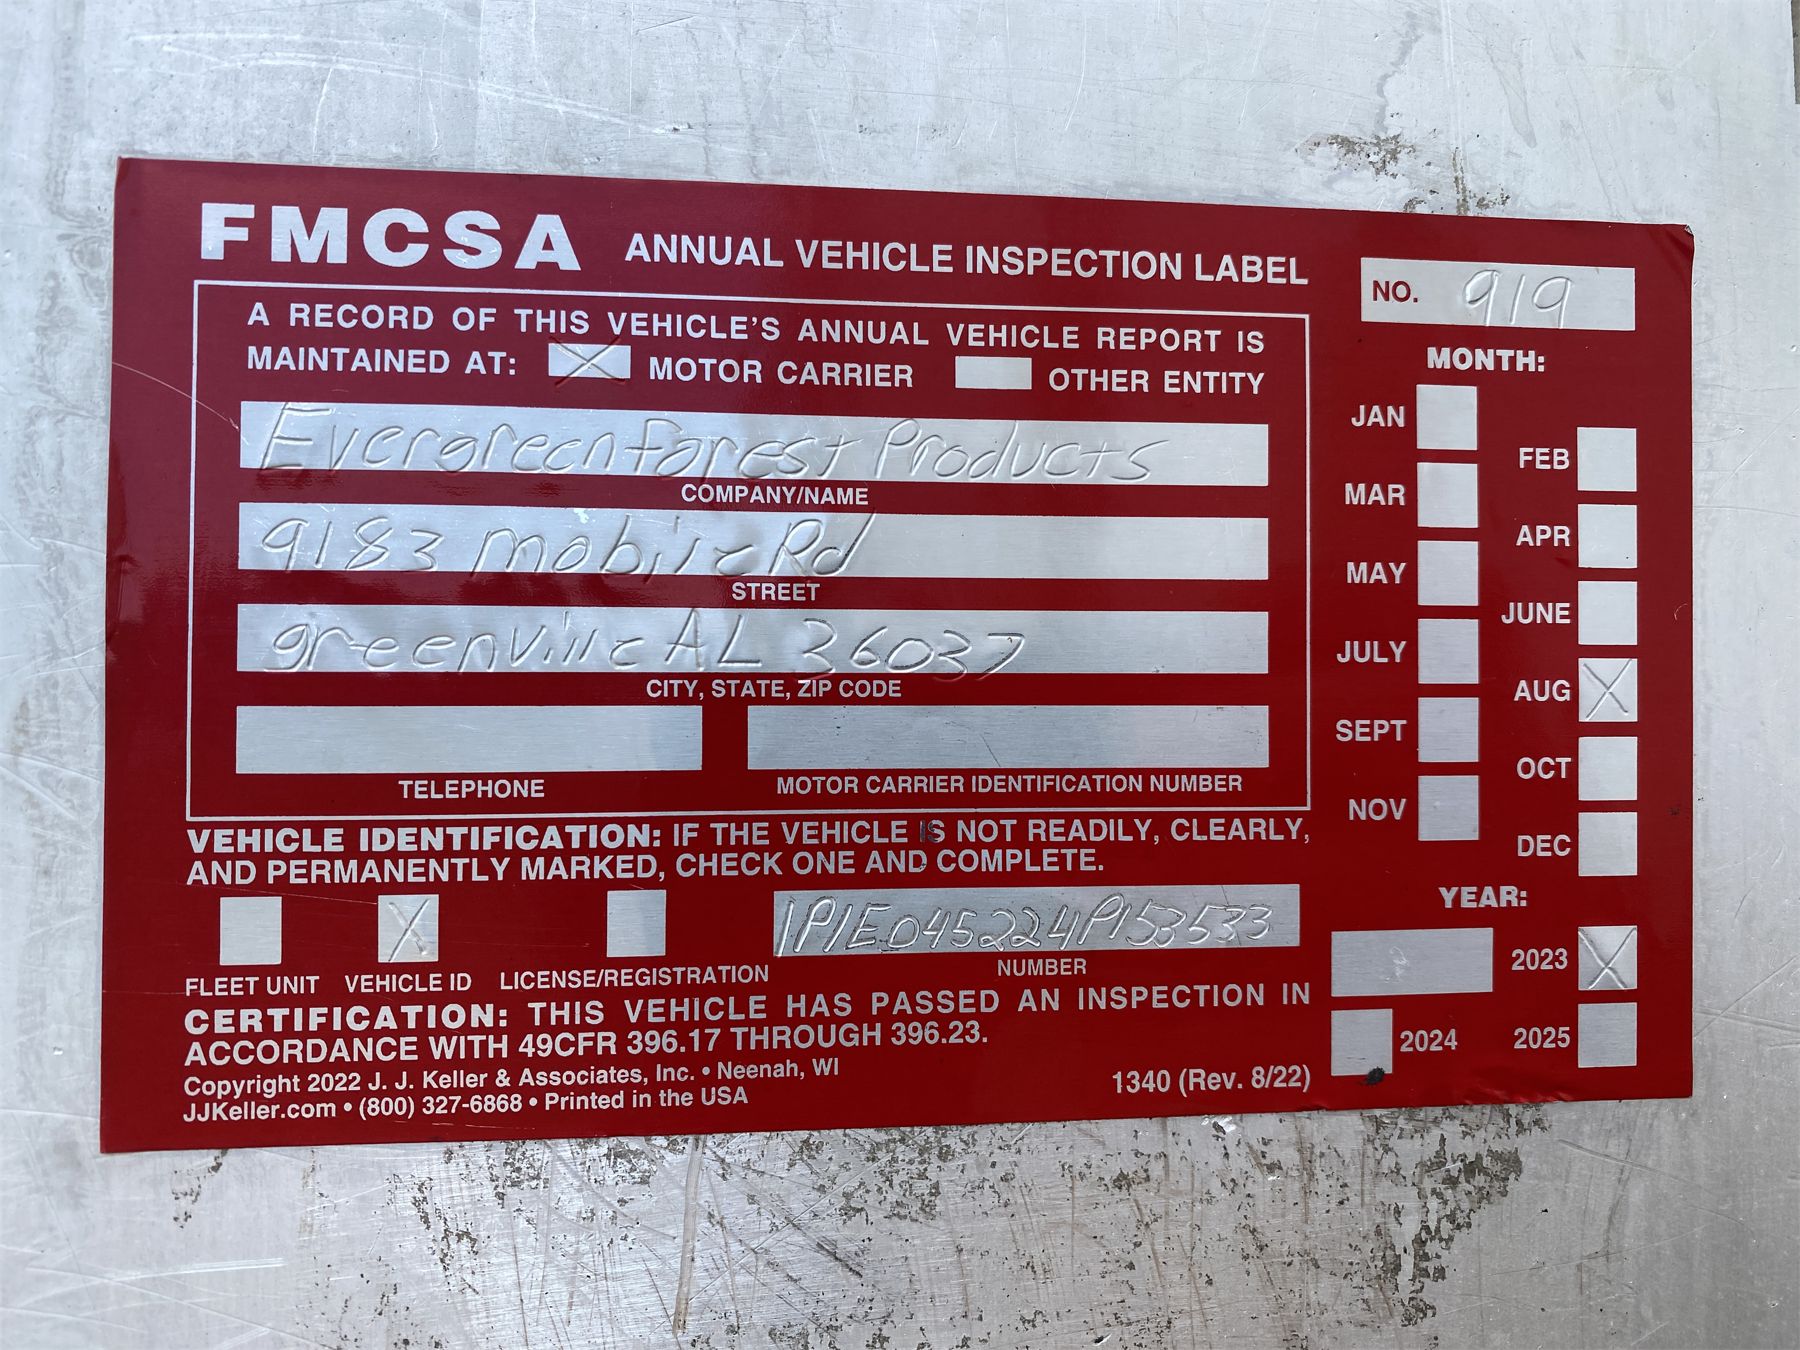 FMCSA ANNUAL VEHICLE INSPECTION LABEL
NO. 919
A RECORD OF THIS VEHICLE'S ANNUAL VEHICLE REPORT IS
MAINTAINED AT: X MOTOR CARRIER OTHER ENTITY
Evergreen forest Products
COMPANY/NAME
9183 mobile Rd
STREET
greenville AL 36037
CITY, STATE, ZIP CODE
TELEPHONE
MOTOR CARRIER IDENTIFICATION NUMBER
VEHICLE IDENTIFICATION: IF THE VEHICLE IS NOT READILY, CLEARLY,
AND PERMANENTLY MARKED, CHECK ONE AND COMPLETE.
X
1P1E045224P153533
FLEET UNIT VEHICLE ID LICENSE/REGISTRATION
NUMBER
CERTIFICATION: THIS VEHICLE HAS PASSED AN INSPECTION IN
ACCORDANCE WITH 49CFR 396.17 THROUGH 396.23.
Copyright 2022 J. J. Keller & Associates, Inc. • Neenah, WI
JJKeller.com • (800) 327-6868 • Printed in the USA
1340 (Rev. 8/22)
MONTH:
JAN
FEB
MAR
APR
MAY
JUNE
JULY
AUG X
SEPT
OCT
NOV
DEC
YEAR:
2023 X
2024
2025